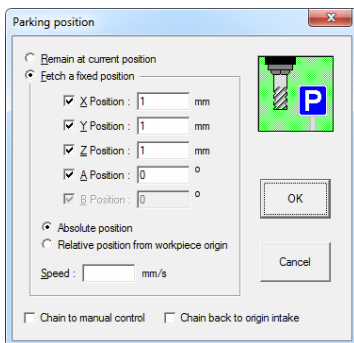 Parking position
Remain at current position
Fetch a fixed position
X Position : 1 mm
Y Position : 1 mm
Z Position : 1 mm
A Position : 0 °
B Position : 0 °
Absolute position
Relative position from workpiece origin
Speed : mm/s
Chain to manual control Chain back to origin intake
P
OK
Cancel